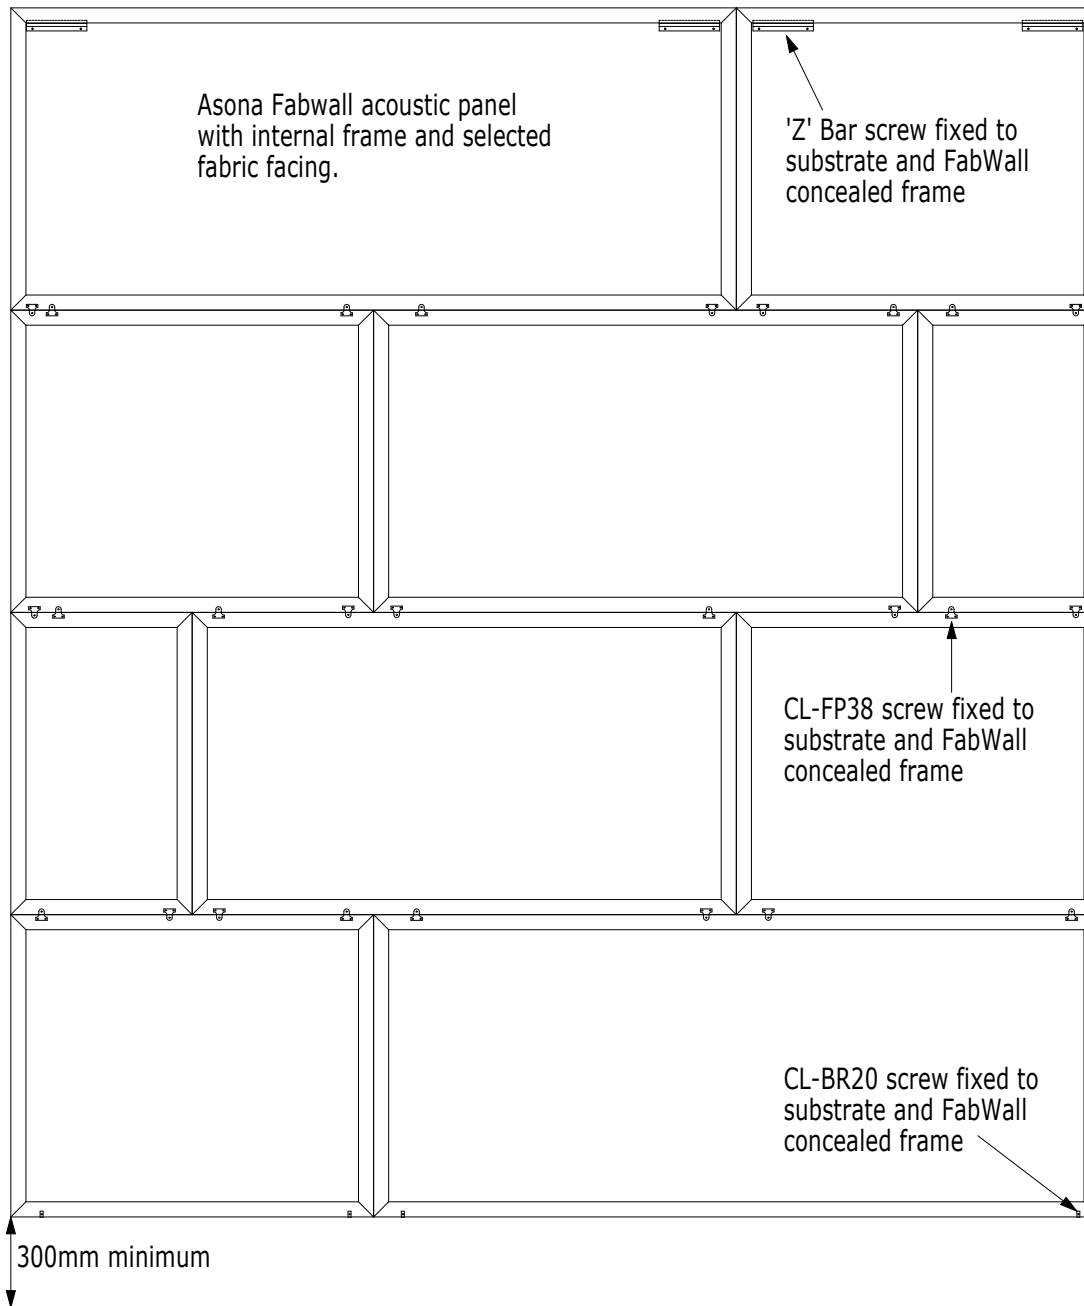 Asona Fabwall acoustic panel
with internal frame and selected
fabric facing.
'Z' Bar screw fixed to
substrate and FabWall
concealed frame
CL-FP38 screw fixed to
substrate and FabWall
concealed frame
CL-BR20 screw fixed to
substrate and FabWall
concealed frame
300mm minimum